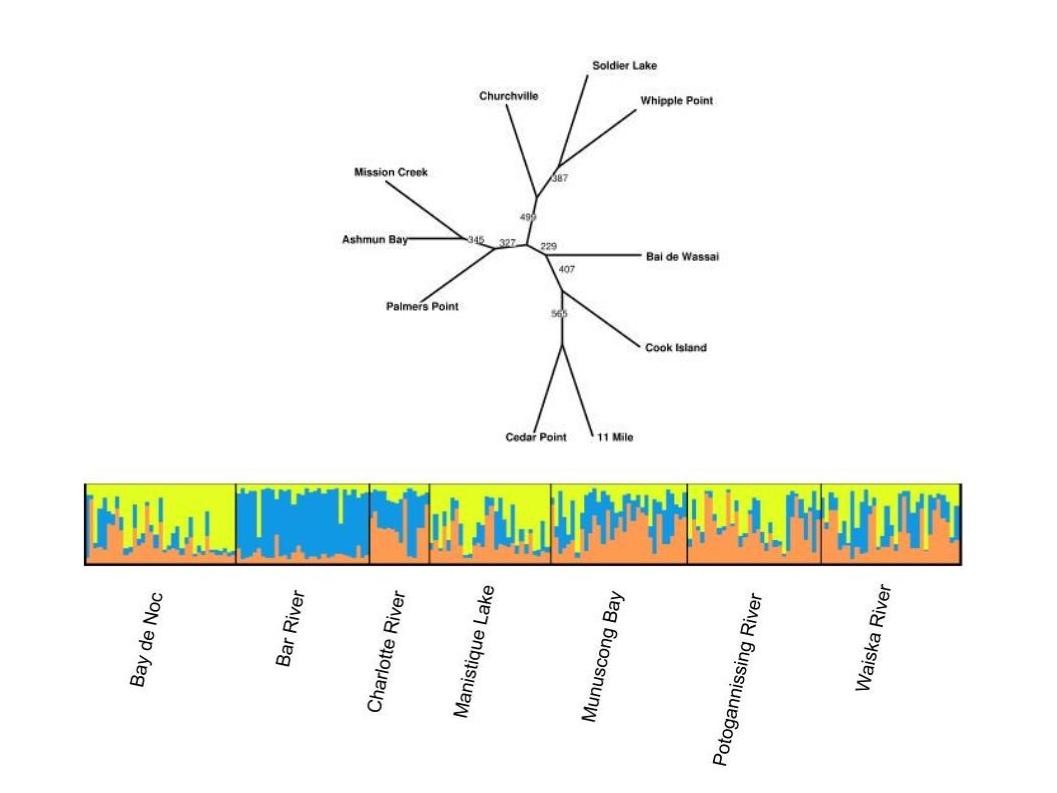 Soldier Lake
Churchville
Whipple Point
387
Mission Creek
499
Ashmun Bay
345
327
229
Bai de Wassai
407
Palmers Point
565
Cook Island
Cedar Point
11 Mile
Bay de Noc
Bar River
Charlotte River
Manistique Lake
Munuscong Bay
Potogannissing River
Waiska River